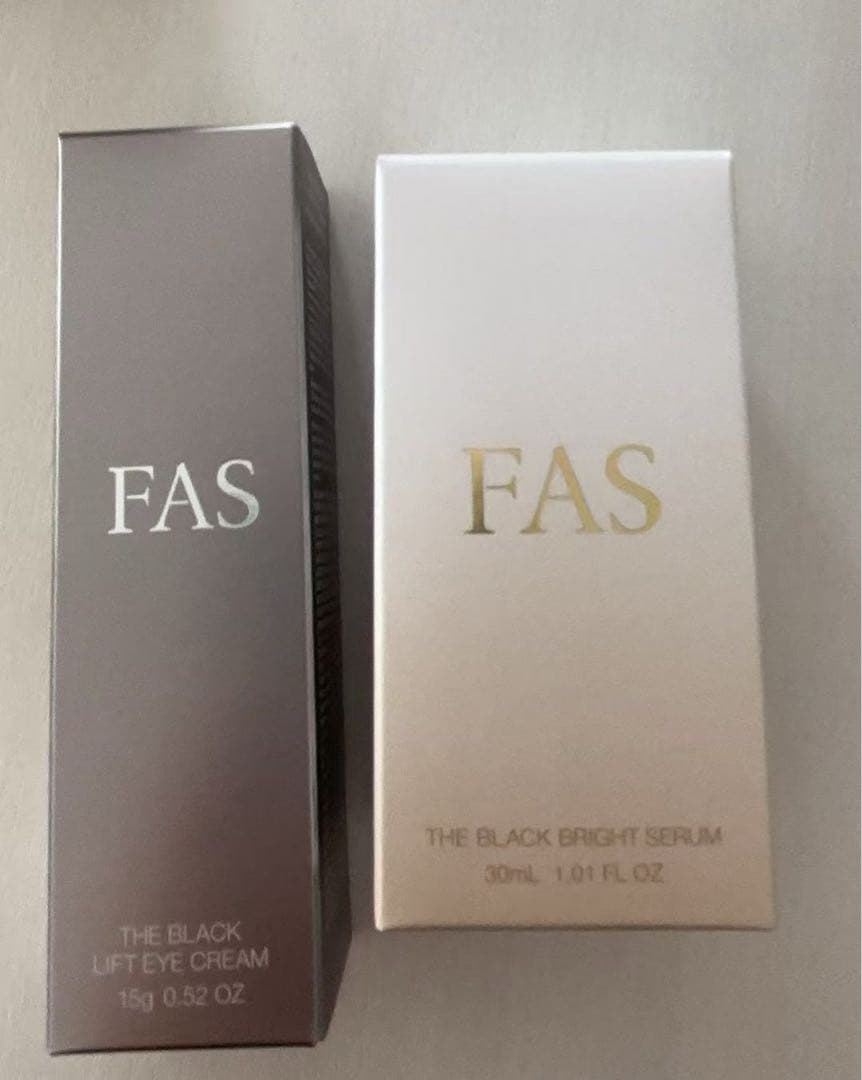 FAS
THE BLACK
LIFT EYE CREAM
15g 0.52 OZ
FAS
THE BLACK BRIGHT SERUM
30mL 1.01 FL OZ